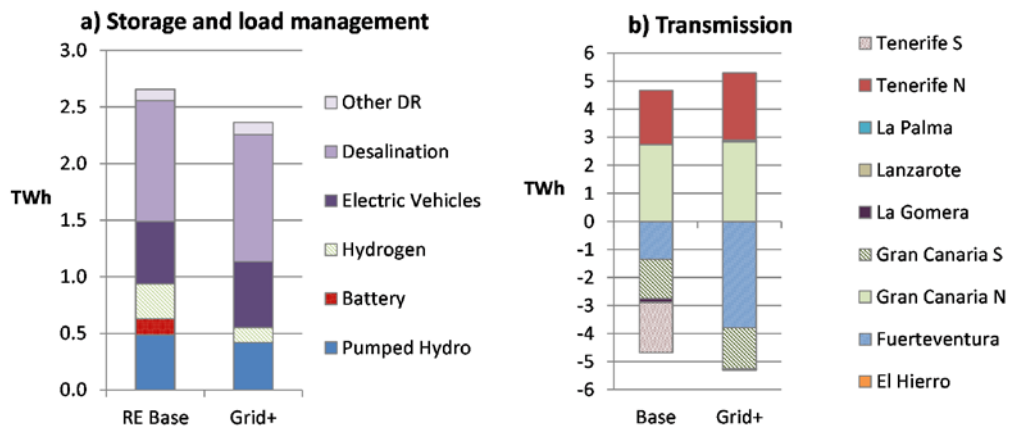 a) Storage and load management
3.0
2.5
2.0
1.5
1.0
0.5
0.0
TWh
RE Base
Grid+
Other DR
Desalination
Electric Vehicles
Hydrogen
Battery
Pumped Hydro
b) Transmission
6
5
4
3
2
1
0
-1
-2
-3
-4
-5
-6
TWh
Base
Grid+
Tenerife S
Tenerife N
La Palma
Lanzarote
La Gomera
Gran Canaria S
Gran Canaria N
Fuerteventura
El Hierro